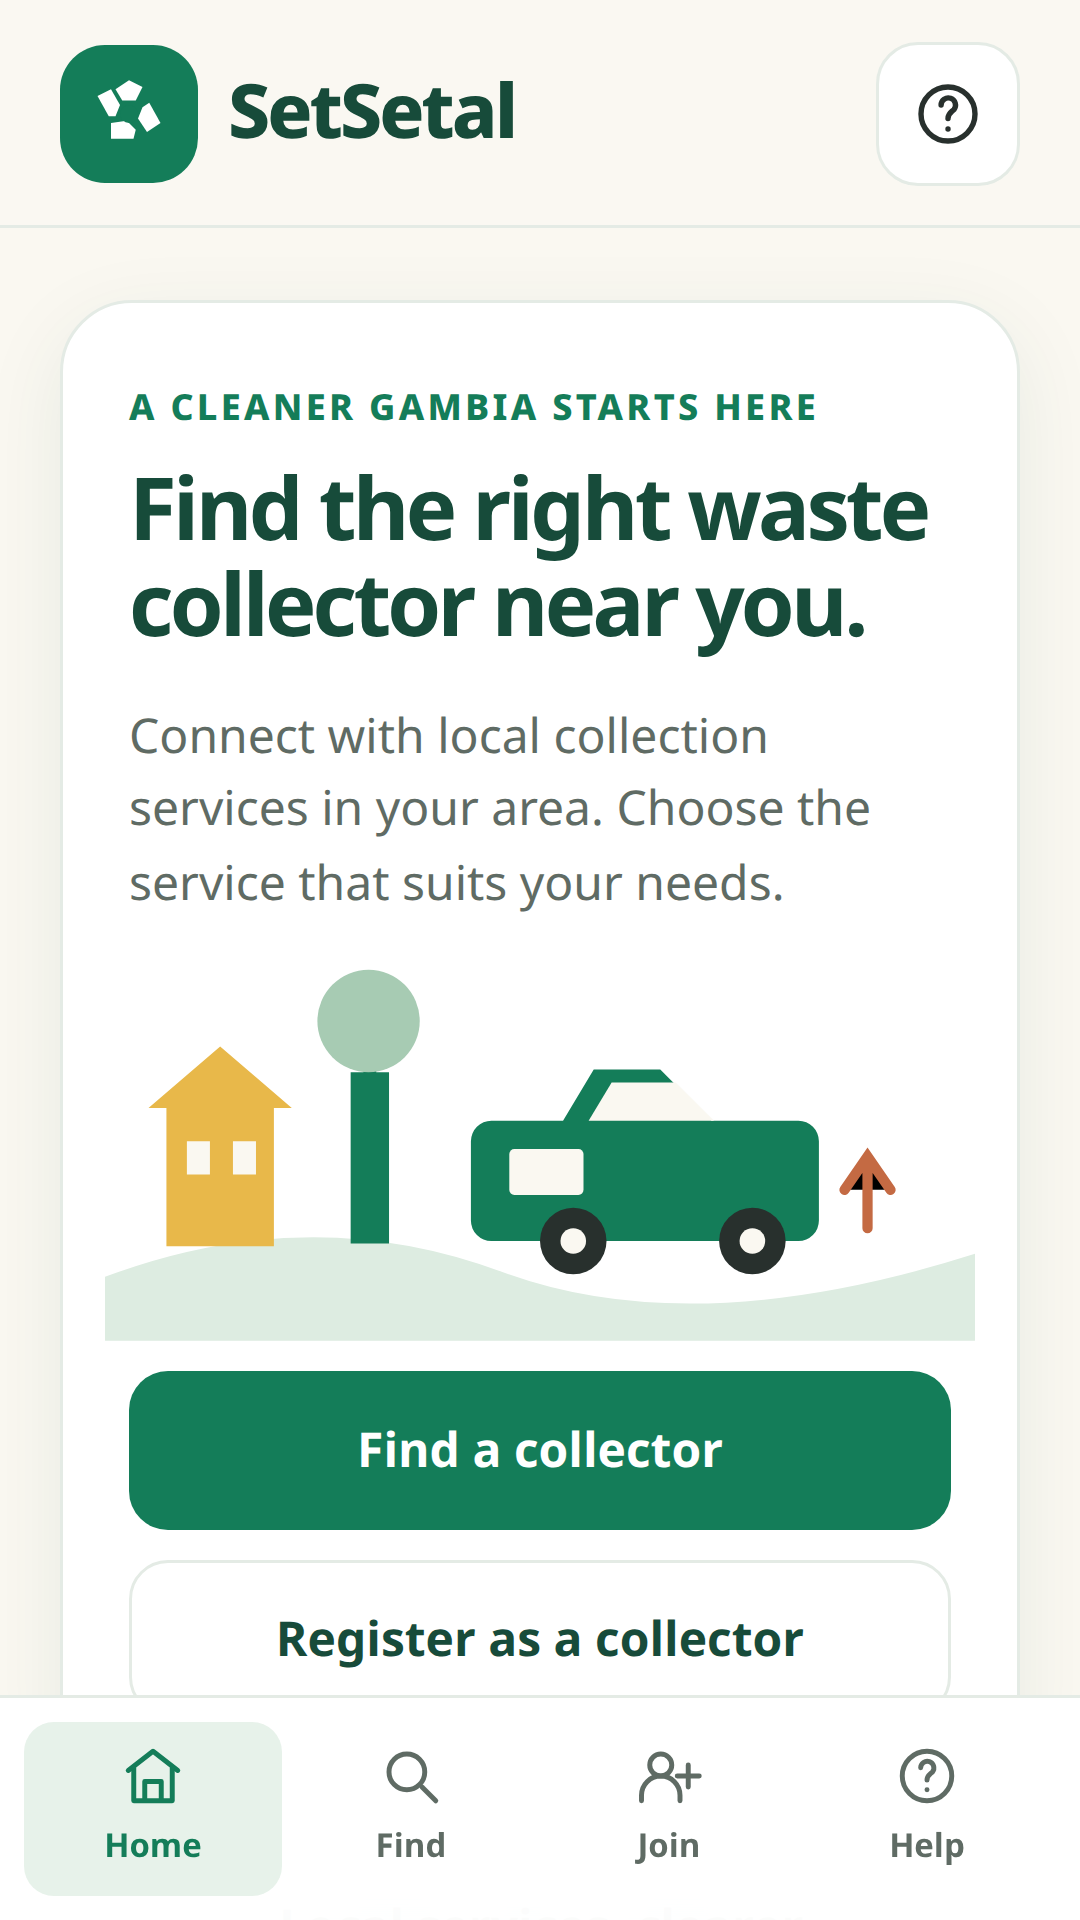 SetSetal
A CLEANER GAMBIA STARTS HERE
Find the right waste
collector near you.
Connect with local collection
services in your area. Choose the
service that suits your needs.
Find a collector
Register as a collector
Home
Find
Join
Help